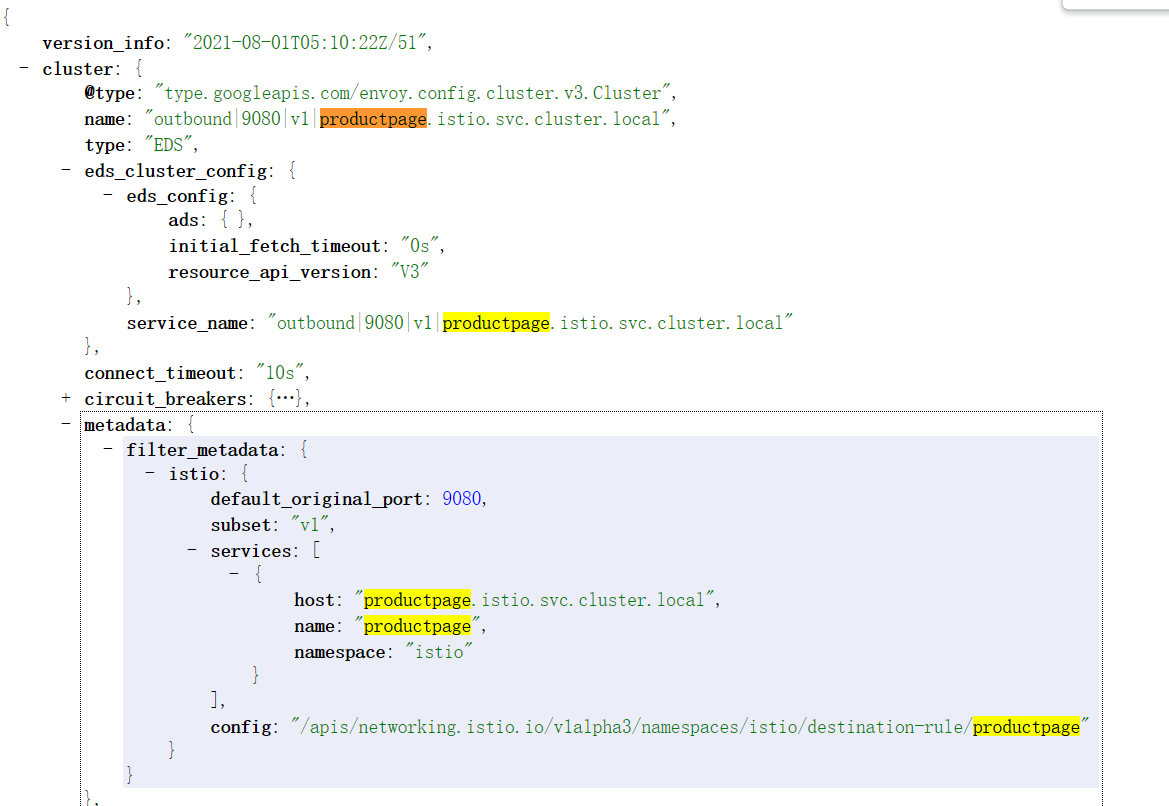 {
version_info: "2021-08-01T05:10:22Z/51",
- cluster: {
@type: "type.googleapis.com/envoy.config.cluster.v3.Cluster",
name: "outbound|9080|v1|productpage.istio.svc.cluster.local",
type: "EDS",
- eds_cluster_config: {
- eds_config: {
ads: { },
initial_fetch_timeout: "0s",
resource_api_version: "V3"
},
service_name: "outbound|9080|v1|productpage.istio.svc.cluster.local"
},
connect_timeout: "10s",
+ circuit_breakers: {…},
- metadata: {
- filter_metadata: {
- istio: {
default_original_port: 9080,
subset: "v1",
- services: [
- {
host: "productpage.istio.svc.cluster.local",
name: "productpage",
namespace: "istio"
}
],
config: "/apis/networking.istio.io/v1alpha3/namespaces/istio/destination-rule/productpage"
}
}
},